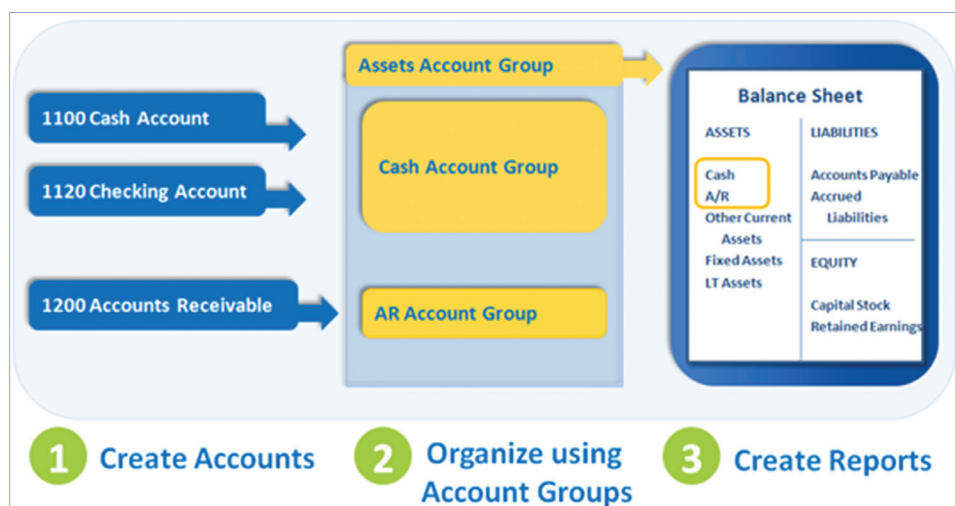 1100 Cash Account
1120 Checking Account
1200 Accounts Receivable
Assets Account Group
Cash Account Group
AR Account Group
Balance Sheet
ASSETS
Cash
A/R
Other Current
Assets
Fixed Assets
LT Assets
LIABILITIES
Accounts Payable
Accrued
Liabilities
EQUITY
Capital Stock
Retained Earnings
1 Create Accounts
2 Organize using
Account Groups
3 Create Reports